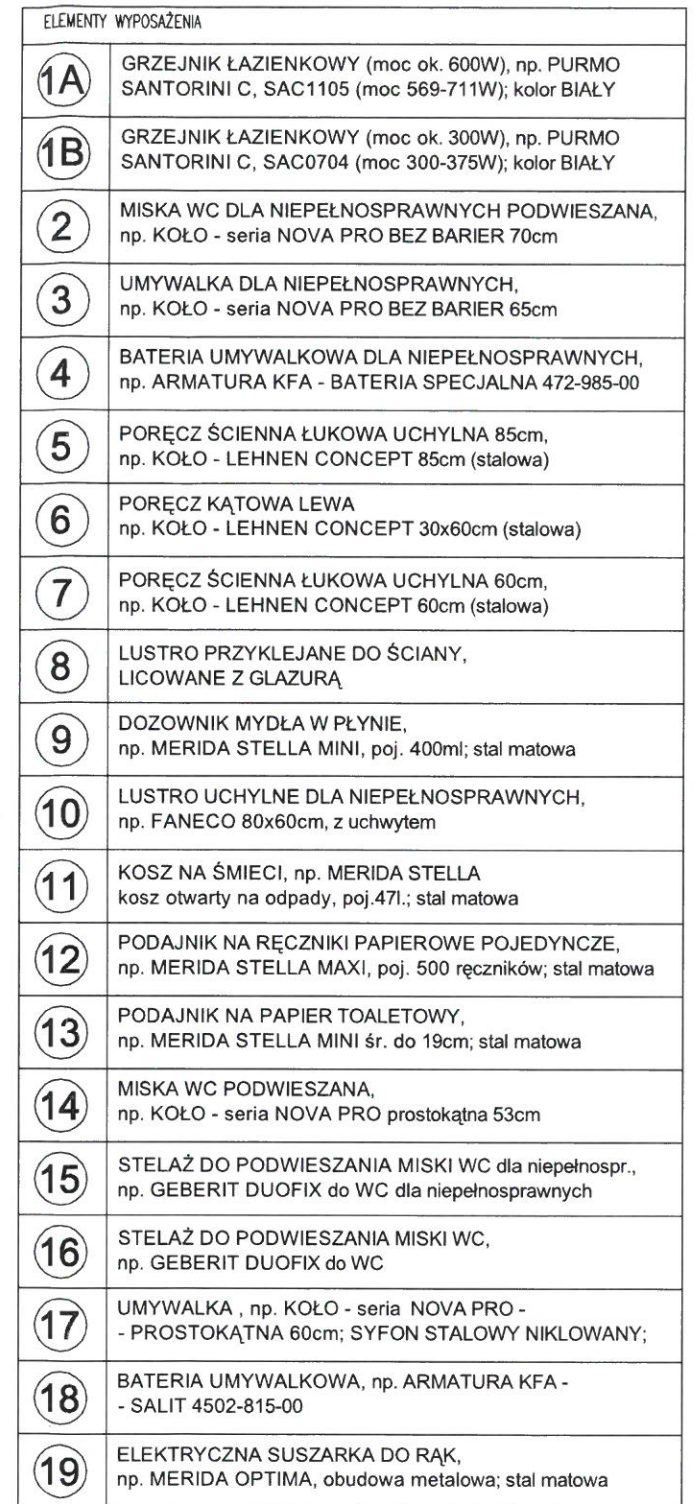 ELEMENTY WYPOSAŻENIA
1A
GRZEJNIK ŁAZIENKOWY (moc ok. 600W), np. PURMO
SANTORINI C, SAC1105 (moc 569-711W); kolor BIAŁY
1B
GRZEJNIK ŁAZIENKOWY (moc ok. 300W), np. PURMO
SANTORINI C, SAC0704 (moc 300-375W); kolor BIAŁY
2
MISKA WC DLA NIEPEŁNOSPRAWNYCH PODWIESZANA,
np. KOŁO - seria NOVA PRO BEZ BARIER 70cm
3
UMYWALKA DLA NIEPEŁNOSPRAWNYCH,
np. KOŁO - seria NOVA PRO BEZ BARIER 65cm
4
BATERIA UMYWALKOWA DLA NIEPEŁNOSPRAWNYCH,
np. ARMATURA KFA - BATERIA SPECJALNA 472-985-00
5
PORĘCZ ŚCIENNA ŁUKOWA UCHYLNA 85cm,
np. KOŁO - LEHNEN CONCEPT 85cm (stalowa)
6
PORĘCZ KĄTOWA LEWA
np. KOŁO - LEHNEN CONCEPT 30x60cm (stalowa)
7
PORĘCZ ŚCIENNA ŁUKOWA UCHYLNA 60cm,
np. KOŁO - LEHNEN CONCEPT 60cm (stalowa)
8
LUSTRO PRZYKLEJANE DO ŚCIANY,
LICOWANE Z GLAZURĄ
9
DOZOWNIK MYDŁA W PŁYNIE,
np. MERIDA STELLA MINI, poj. 400ml; stal matowa
10
LUSTRO UCHYLNE DLA NIEPEŁNOSPRAWNYCH,
np. FANECO 80x60cm, z uchwytem
11
KOSZ NA ŚMIECI, np. MERIDA STELLA
kosz otwarty na odpady, poj.47l.; stal matowa
12
PODAJNIK NA RĘCZNIKI PAPIEROWE POJEDYNCZE,
np. MERIDA STELLA MAXI, poj. 500 ręczników; stal matowa
13
PODAJNIK NA PAPIER TOALETOWY,
np. MERIDA STELLA MINI śr. do 19cm; stal matowa
14
MISKA WC PODWIESZANA,
np. KOŁO - seria NOVA PRO prostokątna 53cm
15
STELAŻ DO PODWIESZANIA MISKI WC dla niepełnospr.,
np. GEBERIT DUOFIX do WC dla niepełnosprawnych
16
STELAŻ DO PODWIESZANIA MISKI WC,
np. GEBERIT DUOFIX do WC
17
UMYWALKA , np. KOŁO - seria NOVA PRO -
- PROSTOKĄTNA 60cm; SYFON STALOWY NIKLOWANY;
18
BATERIA UMYWALKOWA, np. ARMATURA KFA -
- SALIT 4502-815-00
19
ELEKTRYCZNA SUSZARKA DO RĄK,
np. MERIDA OPTIMA, obudowa metalowa; stal matowa